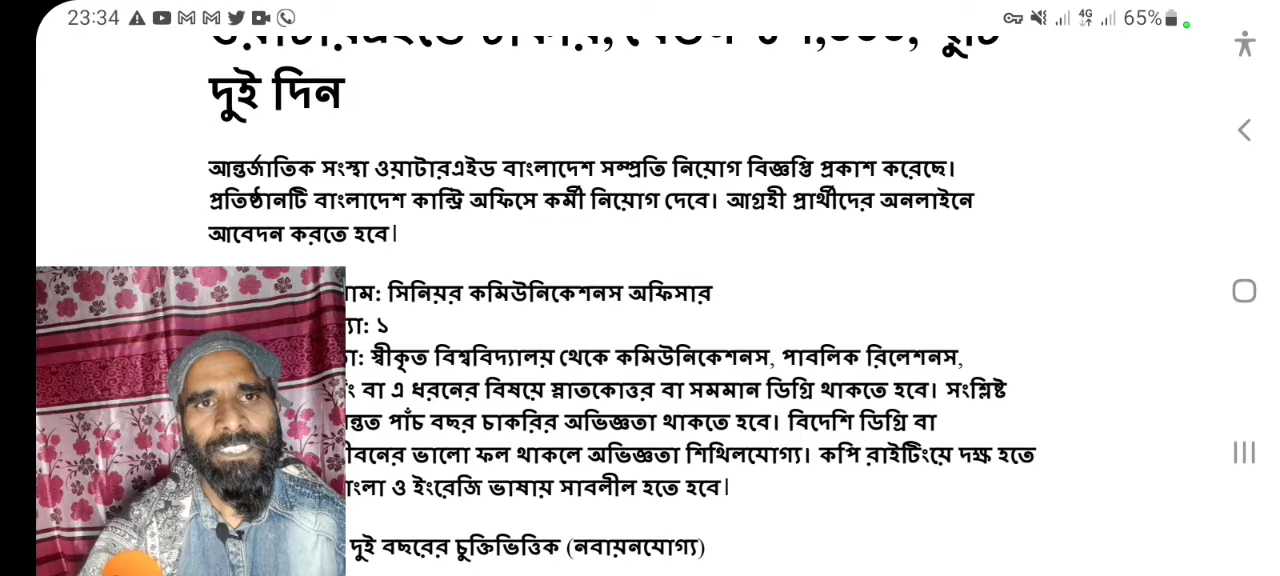 23:34
4G
65%
দুই দিন
আন্তর্জাতিক সংস্থা ওয়াটারএইড বাংলাদেশ সম্প্রতি নিয়োগ বিজ্ঞপ্তি প্রকাশ করেছে।
প্রতিষ্ঠানটি বাংলাদেশ কান্ট্রি অফিসে কর্মী নিয়োগ দেবে। আগ্রহী প্রার্থীদের অনলাইনে
আবেদন করতে হবে।
াম: সিনিয়র কমিউনিকেশনস অফিসার
্যা: ১
তা: স্বীকৃত বিশ্ববিদ্যালয় থেকে কমিউনিকেশনস, পাবলিক রিলেশনস,
ং বা এ ধরনের বিষয়ে স্নাতকোত্তর বা সমমান ডিগ্রি থাকতে হবে। সংশ্লিষ্ট
ন্তত পাঁচ বছর চাকরির অভিজ্ঞতা থাকতে হবে। বিদেশি ডিগ্রি বা
ীবনের ভালো ফল থাকলে অভিজ্ঞতা শিথিলযোগ্য। কপি রাইটিংয়ে দক্ষ হতে
াংলা ও ইংরেজি ভাষায় সাবলীল হতে হবে।
দুই বছরের চুক্তিভিত্তিক (নবায়নযোগ্য)